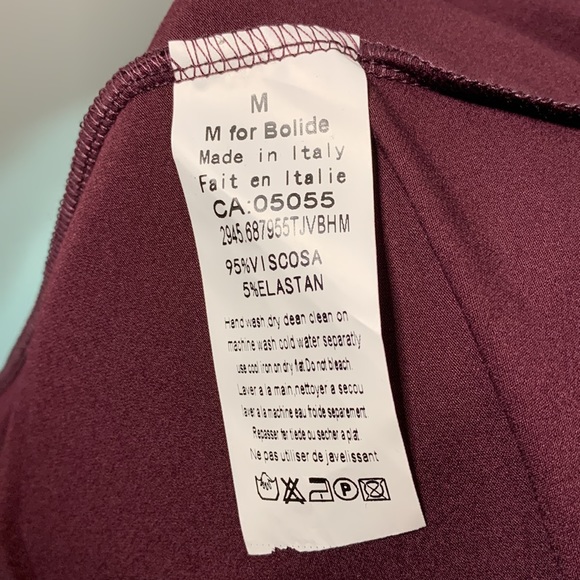 M
M for Bolide
Made in Italy
Fait en Italie
CA:05055
2945.687955TJVBHM
95%VISCOSA
5%ELASTAN
Hand wash dry dean clean on
machine wash cold water separatly
use cool iron on dry flat.Do not bleach.
Laver a la main,nettoyer a secou
laver a la machine eau froide separement.
Repasser fer tiede ou secher a plat.
Ne pas utiliser de javelissant
P